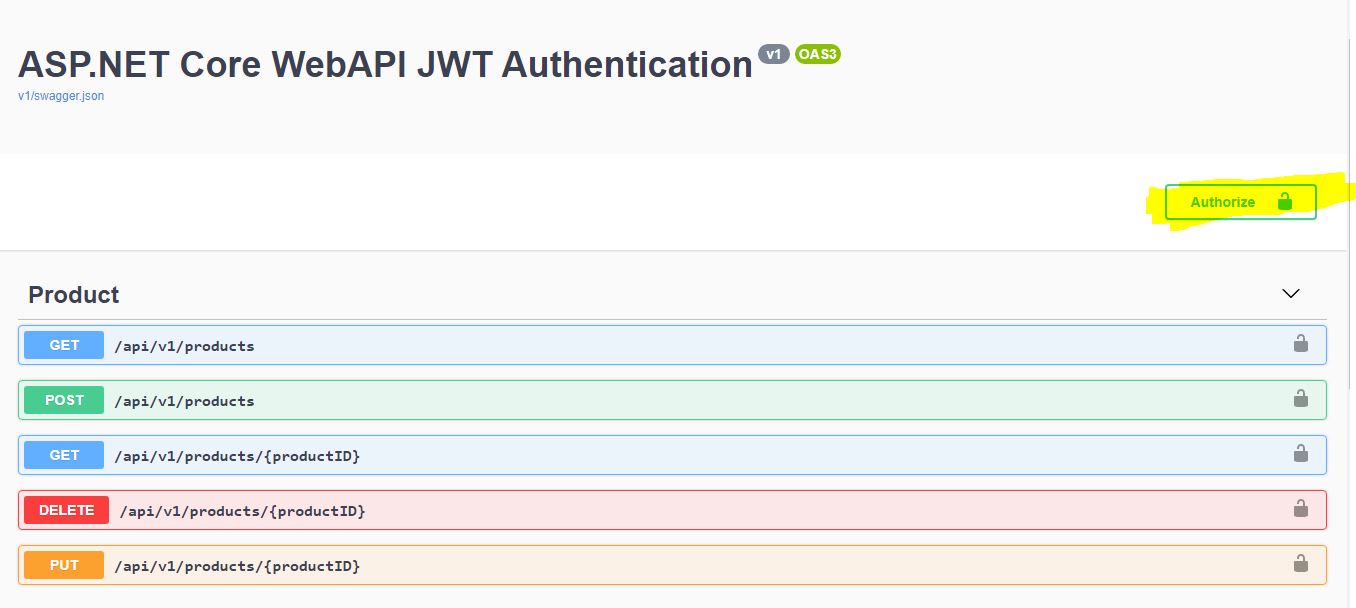 ASP.NET Core WebAPI JWT Authentication v1 OAS3
v1/swagger.json
Authorize
Product
GET /api/v1/products
POST /api/v1/products
GET /api/v1/products/{productID}
DELETE /api/v1/products/{productID}
PUT /api/v1/products/{productID}